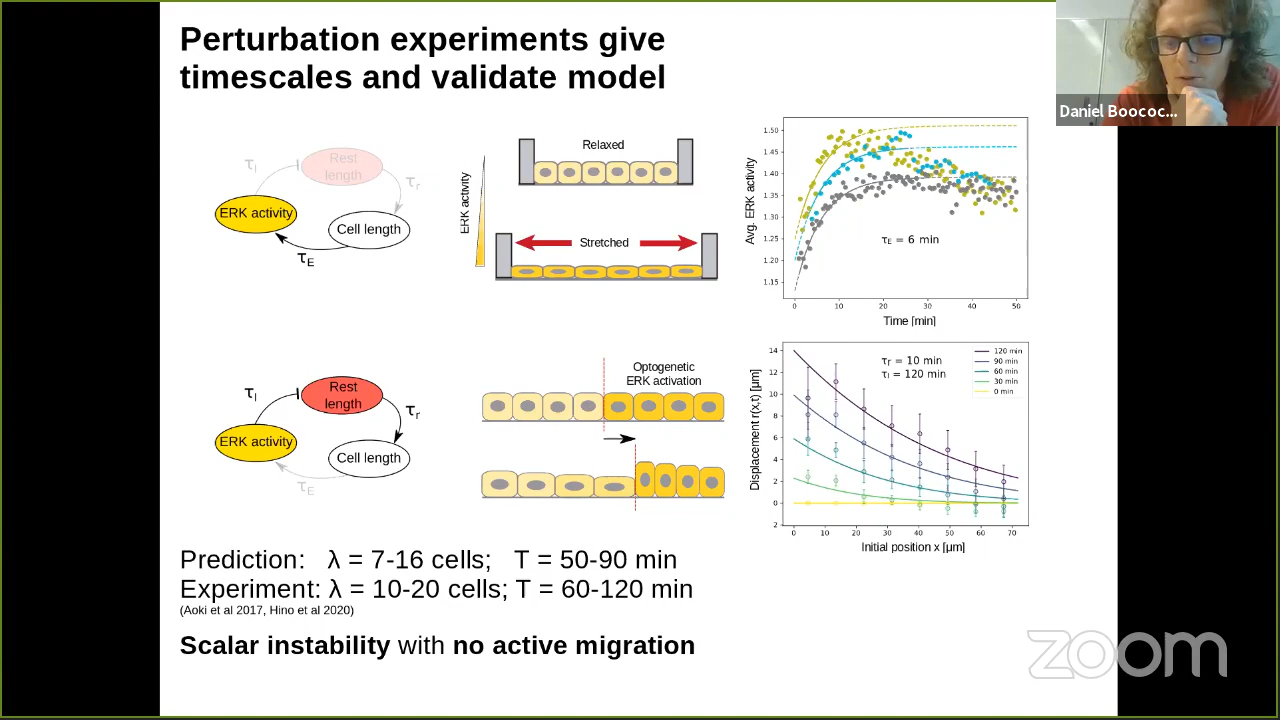 Perturbation experiments give
timescales and validate model
Daniel Boococ...
τl
Rest
length
τr
ERK activity
Cell length
τE
ERK activity
Relaxed
Stretched
Avg. ERK activity
1.50
1.45
1.40
1.35
1.30
1.25
1.20
1.15
τE = 6 min
0 10 20 30 40 50
Time [min]
τl
Rest
length
τr
ERK activity
Cell length
τE
Optogenetic
ERK activation
Displacement r(x,t) [μm]
14
12
10
8
6
4
2
0
2
τr = 10 min
τl = 120 min
120 min
90 min
60 min
30 min
0 min
0 10 20 30 40 50 60 70
Initial position x [μm]
Prediction: λ = 7-16 cells; T = 50-90 min
Experiment: λ = 10-20 cells; T = 60-120 min
(Aoki et al 2017, Hino et al 2020)
Scalar instability with no active migration
zoom